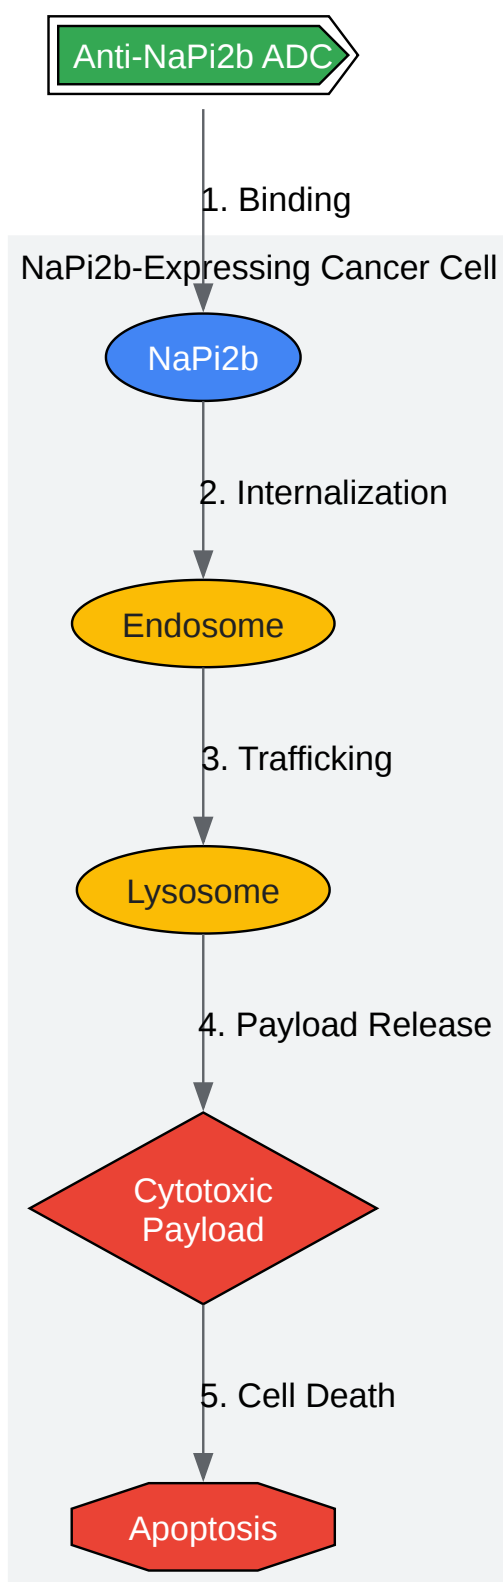 Anti-NaPi2b ADC
1. Binding
NaPi2b-Expressing Cancer Cell
NaPi2b
2. Internalization
Endosome
3. Trafficking
Lysosome
4. Payload Release
Cytotoxic
Payload
5. Cell Death
Apoptosis